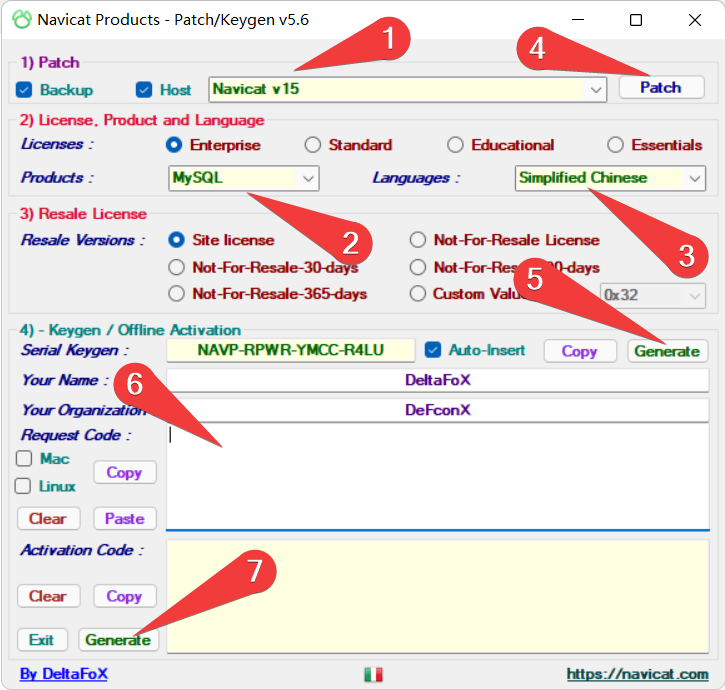 Navicat Products - Patch/Keygen v5.6
1
4
1) Patch
Backup
Host
Navicat v15
Patch
2) License, Product and Language
Licenses :
Enterprise
Standard
Educational
Essentials
Products :
MySQL
Languages :
Simplified Chinese
2
3
3) Resale License
Resale Versions :
Site license
Not-For-Resale License
Not-For-Resale-30-days
Not-For-Res
0-days
5
Not-For-Resale-365-days
Custom Valu
0x32
4) - Keygen / Offline Activation
Serial Keygen :
NAVP-RPWR-YMCC-R4LU
Auto-Insert
Copy
Generate
Your Name :
6
DeltaFoX
Your Organization
DeFconX
Request Code :
Mac
Linux
Copy
Clear
Paste
Activation Code :
7
Clear
Copy
Exit
Generate
By DeltaFoX
https://navicat.com